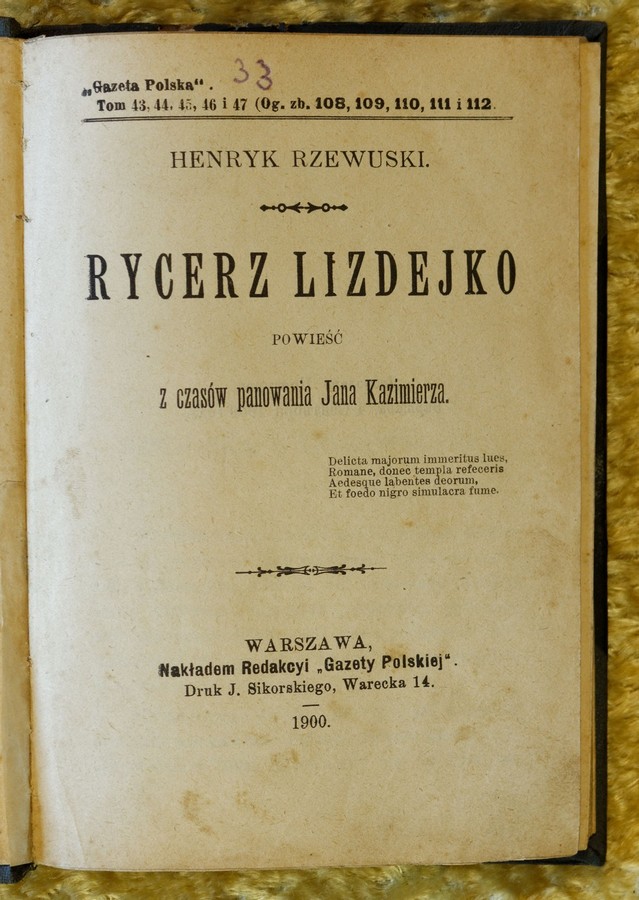 „Gazeta Polska“. 33
Tom 43, 44, 45, 46 i 47 (Og. zb. 108, 109, 110, 111 i 112.
HENRYK RZEWUSKI.
RYCERZ LIZDEJKO
POWIEŚĆ
z czasów panowania Jana Kazimierza.
Delicta majorum immeritus lues,
Romane, donec templa refeceris
Aedesque labentes deorum,
Et foedo nigro simulacra fume.
WARSZAWA,
Nakładem Redakcyi „Gazety Polskiej“.
Druk J. Sikorskiego, Warecka 14.
1900.